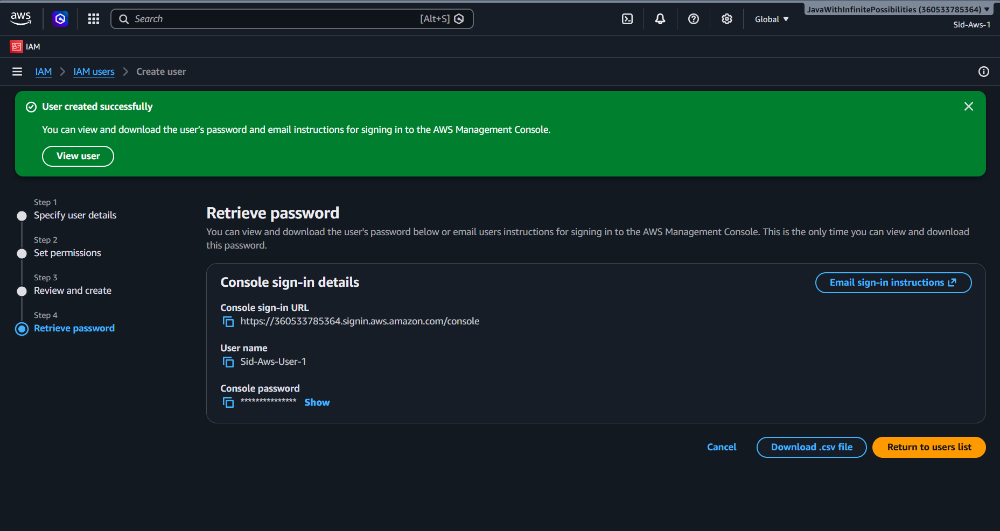 aws
Search [Alt+S]
Global
JavaWithInfinitePossibilities (360533785364)
Sid-Aws-1
IAM
IAM IAM users Create user
User created successfully
You can view and download the user’s password and email instructions for signing in to the AWS Management Console.
View user
Step 1
Specify user details
Step 2
Set permissions
Step 3
Review and create
Step 4
Retrieve password
Retrieve password
You can view and download the user's password below or email users instructions for signing in to the AWS Management Console. This is the only time you can view and download
this password.
Console sign-in details
Email sign-in instructions
Console sign-in URL
https://360533785364.signin.aws.amazon.com/console
User name
Sid-Aws-User-1
Console password
*************** Show
Cancel
Download .csv file
Return to users list